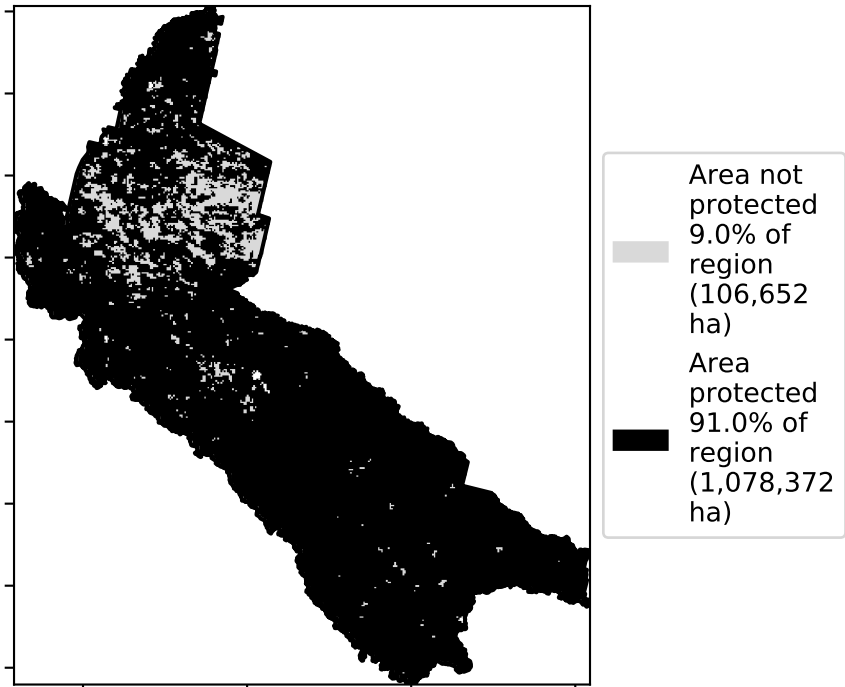 Area not
protected
9.0% of
region
(106,652
ha)
Area
protected
91.0% of
region
(1,078,372
ha)